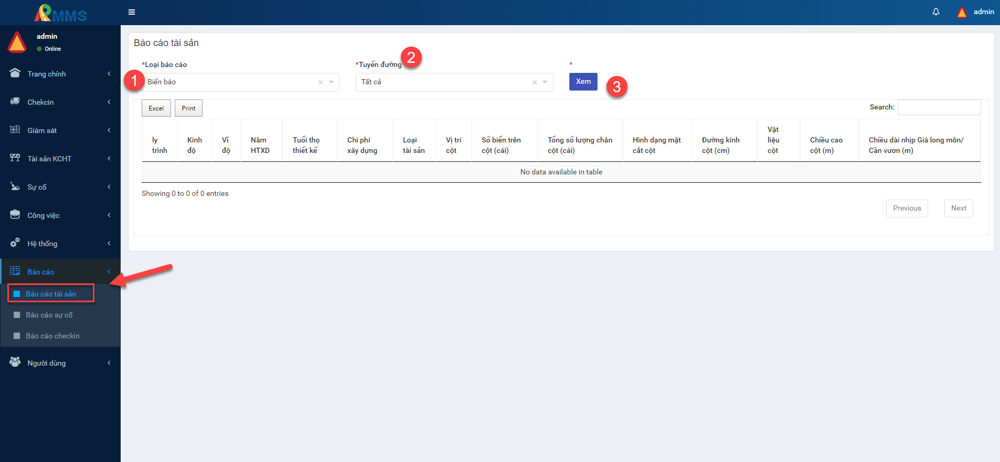 RMMS
admin
admin
Online
Trang chính
Chekcin
Giám sát
Tài sản KCHT
Sự cố
Công việc
Hệ thống
Báo cáo
Báo cáo tài sản
Báo cáo sự cố
Báo cáo checkin
Người dùng
Báo cáo tài sản
*Loại báo cáo
*Tuyến đường
*
1
2
3
Biển báo
Tất cả
Xem
Excel
Print
Search:
ly
trình
Kinh
độ
Vĩ
độ
Năm
HTXD
Tuổi thọ
thiết kế
Chi phí
xây dựng
Loại
tài sản
Vị trí
cột
Số biển trên
cột (cái)
Tổng số lượng chân
cột (cái)
Hình dạng mặt
cắt cột
Đường kính
cột (cm)
Vật
liệu
cột
Chiều cao
cột (m)
Chiều dài nhịp Giá long môn/
Cần vươn (m)
No data available in table
Showing 0 to 0 of 0 entries
Previous
Next